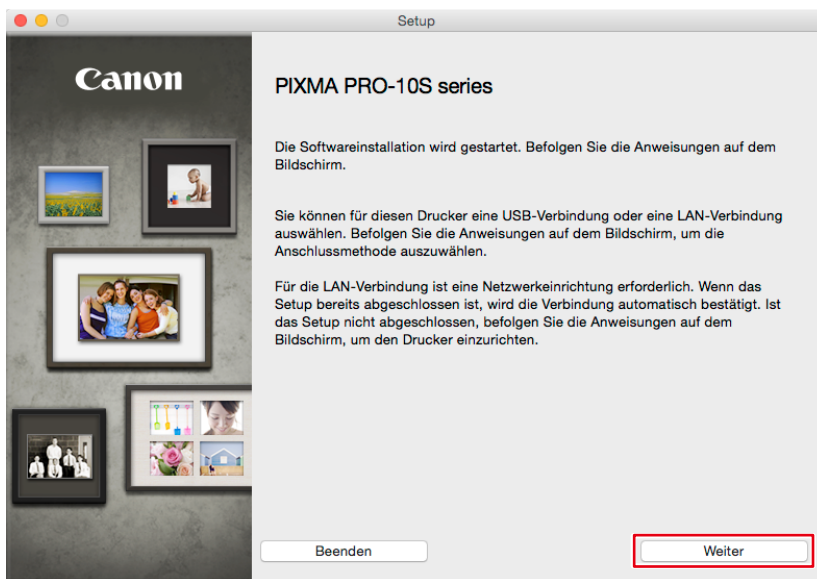 Setup
Canon
PIXMA PRO-10S series
Die Softwareinstallation wird gestartet. Befolgen Sie die Anweisungen auf dem
Bildschirm.
Sie können für diesen Drucker eine USB-Verbindung oder eine LAN-Verbindung
auswählen. Befolgen Sie die Anweisungen auf dem Bildschirm, um die
Anschlussmethode auszuwählen.
Für die LAN-Verbindung ist eine Netzwerkeinrichtung erforderlich. Wenn das
Setup bereits abgeschlossen ist, wird die Verbindung automatisch bestätigt. Ist
das Setup nicht abgeschlossen, befolgen Sie die Anweisungen auf dem
Bildschirm, um den Drucker einzurichten.
Beenden
Weiter